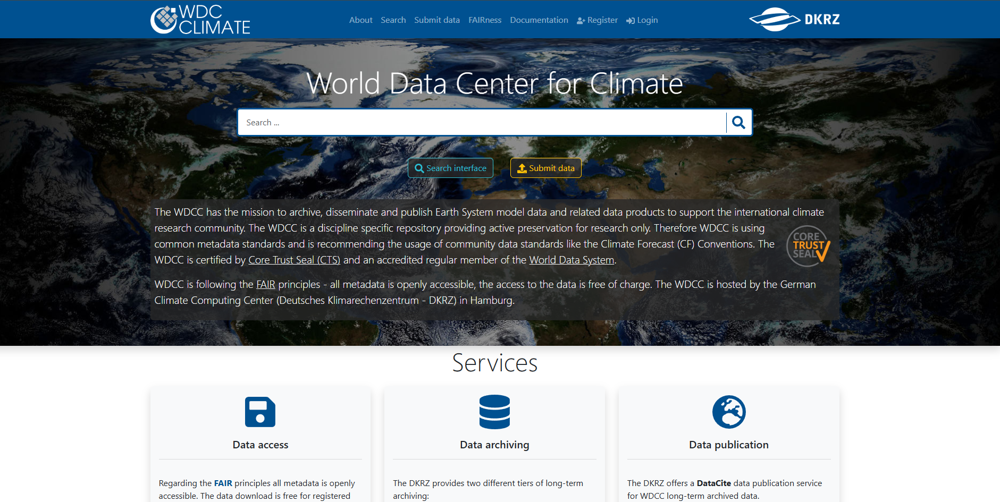 WDC
CLIMATE
About Search Submit data FAIRness Documentation Register Login
DKRZ
World Data Center for Climate
Search ...
Search interface
Submit data
The WDCC has the mission to archive, disseminate and publish Earth System model data and related data products to support the international climate
research community. The WDCC is a discipline specific repository providing active preservation for research only. Therefore WDCC is using
common metadata standards and is recommending the usage of community data standards like the Climate Forecast (CF) Conventions. The
WDCC is certified by Core Trust Seal (CTS) and an accredited regular member of the World Data System.
CORE
TRUST
SEAL
WDCC is following the FAIR principles - all metadata is openly accessible, the access to the data is free of charge. The WDCC is hosted by the German
Climate Computing Center (Deutsches Klimarechenzentrum - DKRZ) in Hamburg.
Services
Data access
Regarding the FAIR principles all metadata is openly
accessible. The data download is free for registered
Data archiving
The DKRZ provides two different tiers of long-term
archiving:
Data publication
The DKRZ offers a DataCite data publication service
for WDCC long-term archived data.